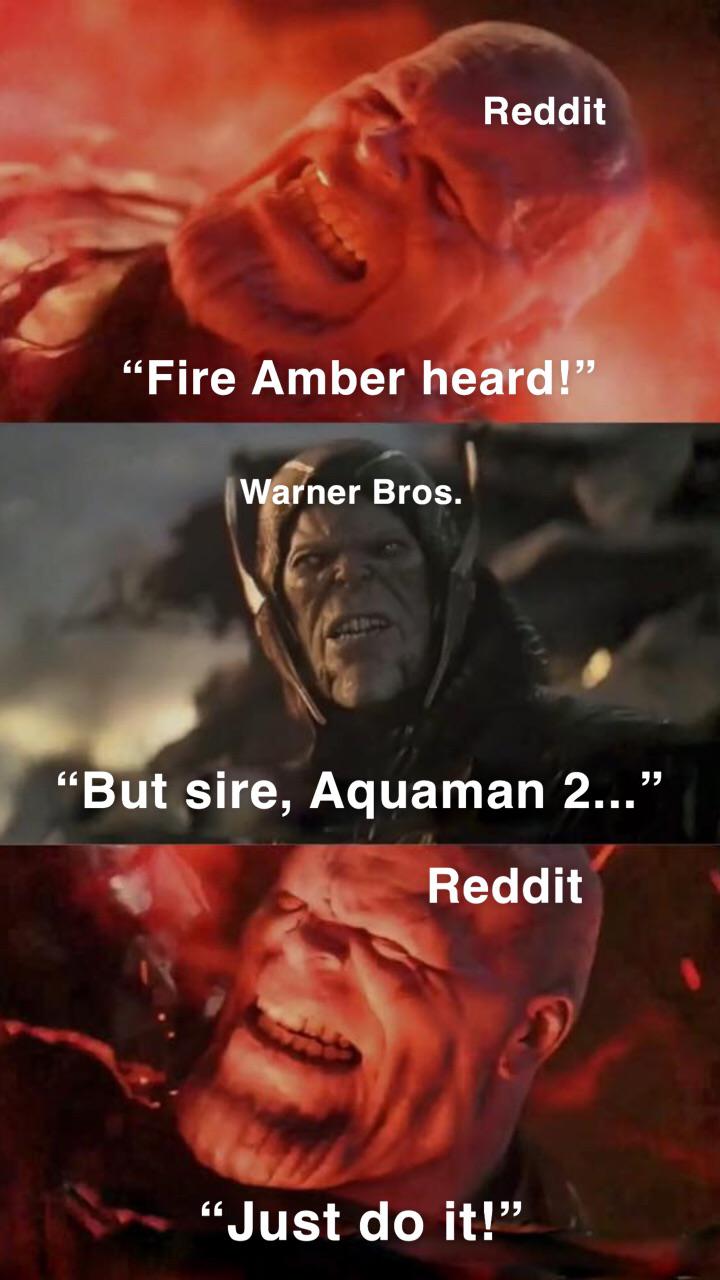 Reddit
“Fire Amber heard!”
Warner Bros.
“But sire, Aquaman 2...”
Reddit
“Just do it!”